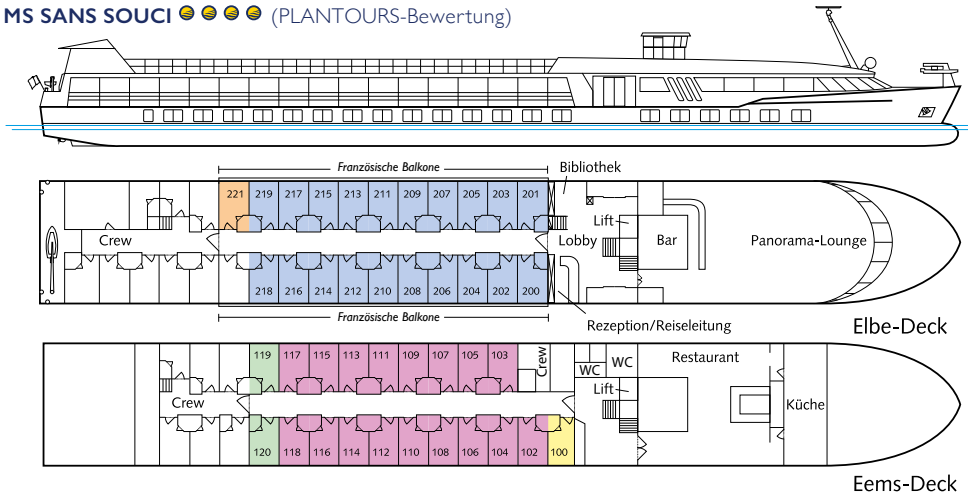 MS SANS SOUCI (PLANTOURS-Bewertung)
Französische Balkone
Bibliothek
221 219 217 215 213 211 209 207 205 203 201
Crew
Lobby
Lift
Bar
Panorama-Lounge
218 216 214 212 210 208 206 204 202 200
Französische Balkone
Rezeption/Reiseleitung
Elbe-Deck
119 117 115 113 111 109 107 105 103
Crew
WC
WC
Restaurant
Crew
Lift
Küche
120 118 116 114 112 110 108 106 104 102 100
Eems-Deck